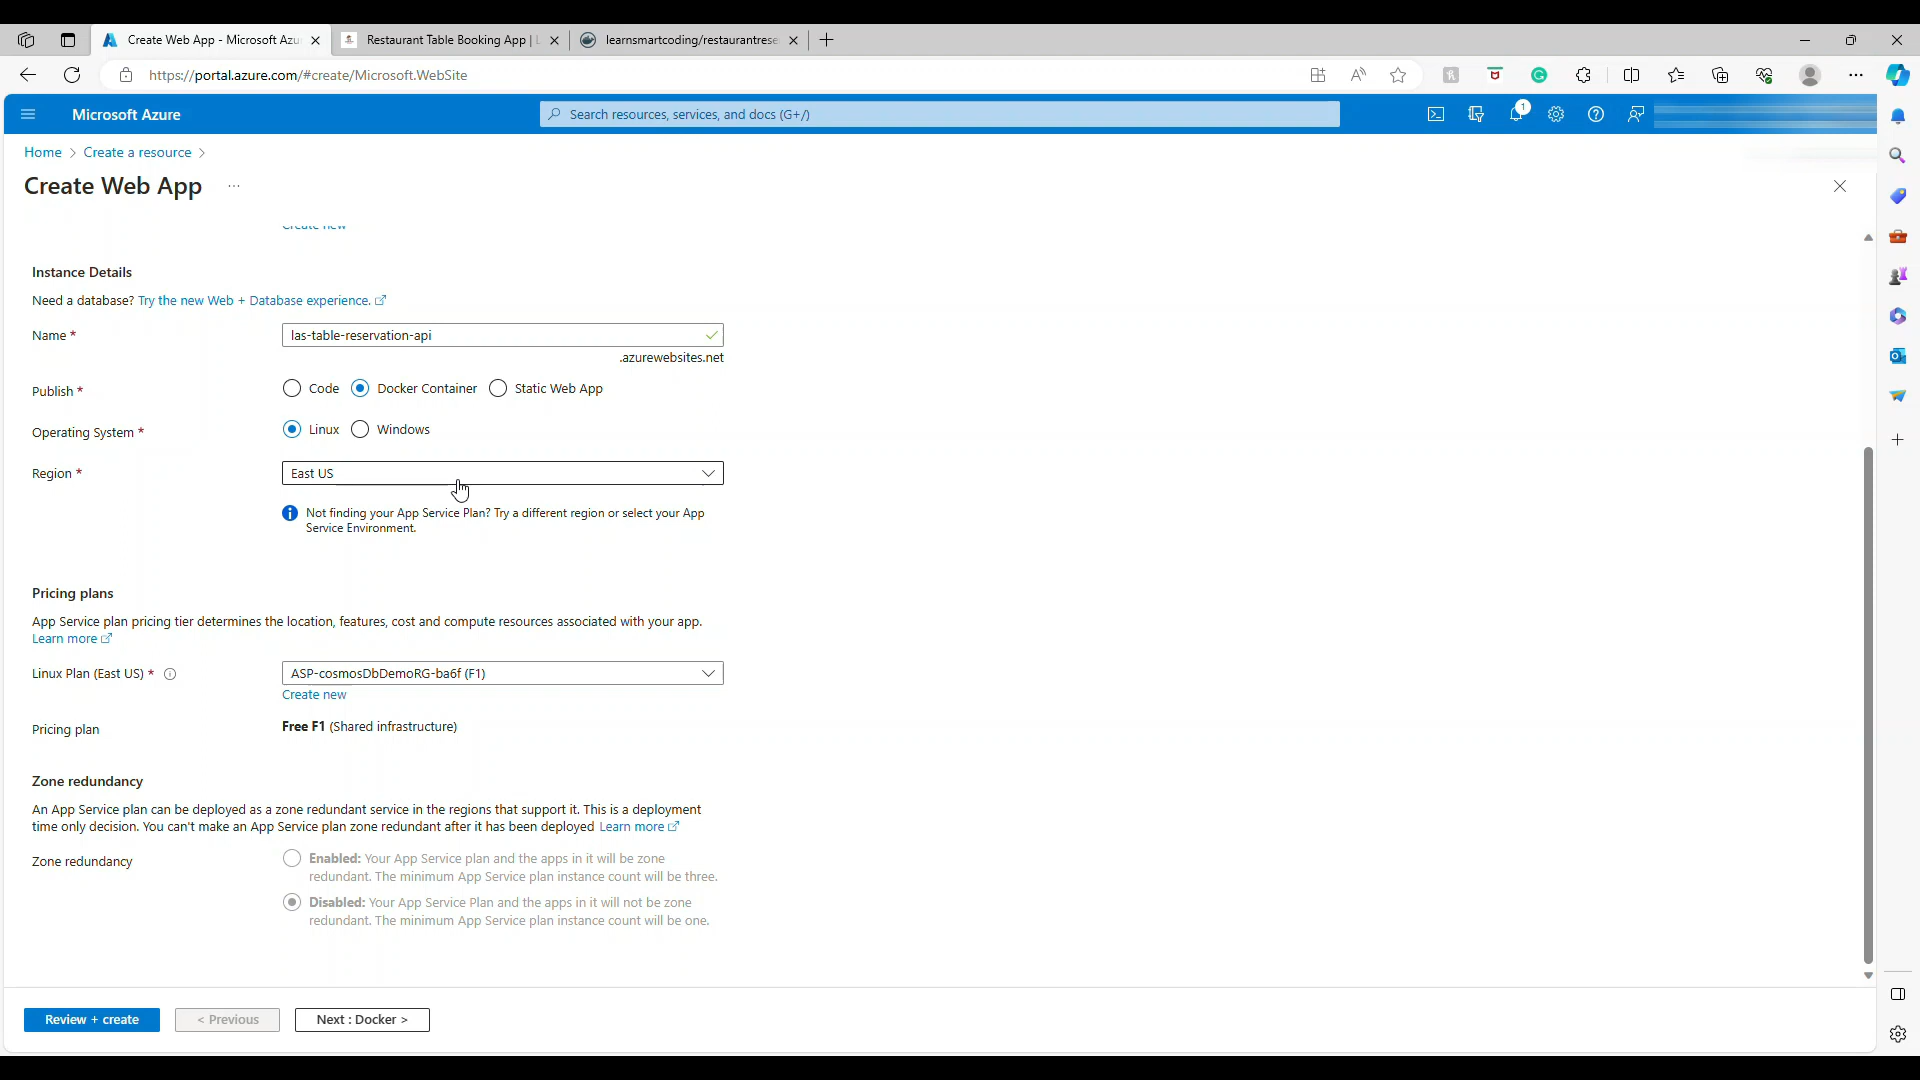 Create Web App - Microsoft Azu
Restaurant Table Booking App | L
learnsmartcoding/restaurantrese
https://portal.azure.com/#create/Microsoft.WebSite
Microsoft Azure
Search resources, services, and docs (G+/)
1
Home > Create a resource >
Create Web App ...
Create new
Instance Details
Need a database? Try the new Web + Database experience.
Name *
las-table-reservation-api
.azurewebsites.net
Publish *
Code
Docker Container
Static Web App
Operating System *
Linux
Windows
Region *
East US
Not finding your App Service Plan? Try a different region or select your App
Service Environment.
Pricing plans
App Service plan pricing tier determines the location, features, cost and compute resources associated with your app.
Learn more
Linux Plan (East US) *
ASP-cosmosDbDemoRG-ba6f (F1)
Create new
Pricing plan
Free F1 (Shared infrastructure)
Zone redundancy
An App Service plan can be deployed as a zone redundant service in the regions that support it. This is a deployment
time only decision. You can't make an App Service plan zone redundant after it has been deployed Learn more
Zone redundancy
Enabled: Your App Service plan and the apps in it will be zone
redundant. The minimum App Service plan instance count will be three.
Disabled: Your App Service Plan and the apps in it will not be zone
redundant. The minimum App Service plan instance count will be one.
Review + create
< Previous
Next : Docker >